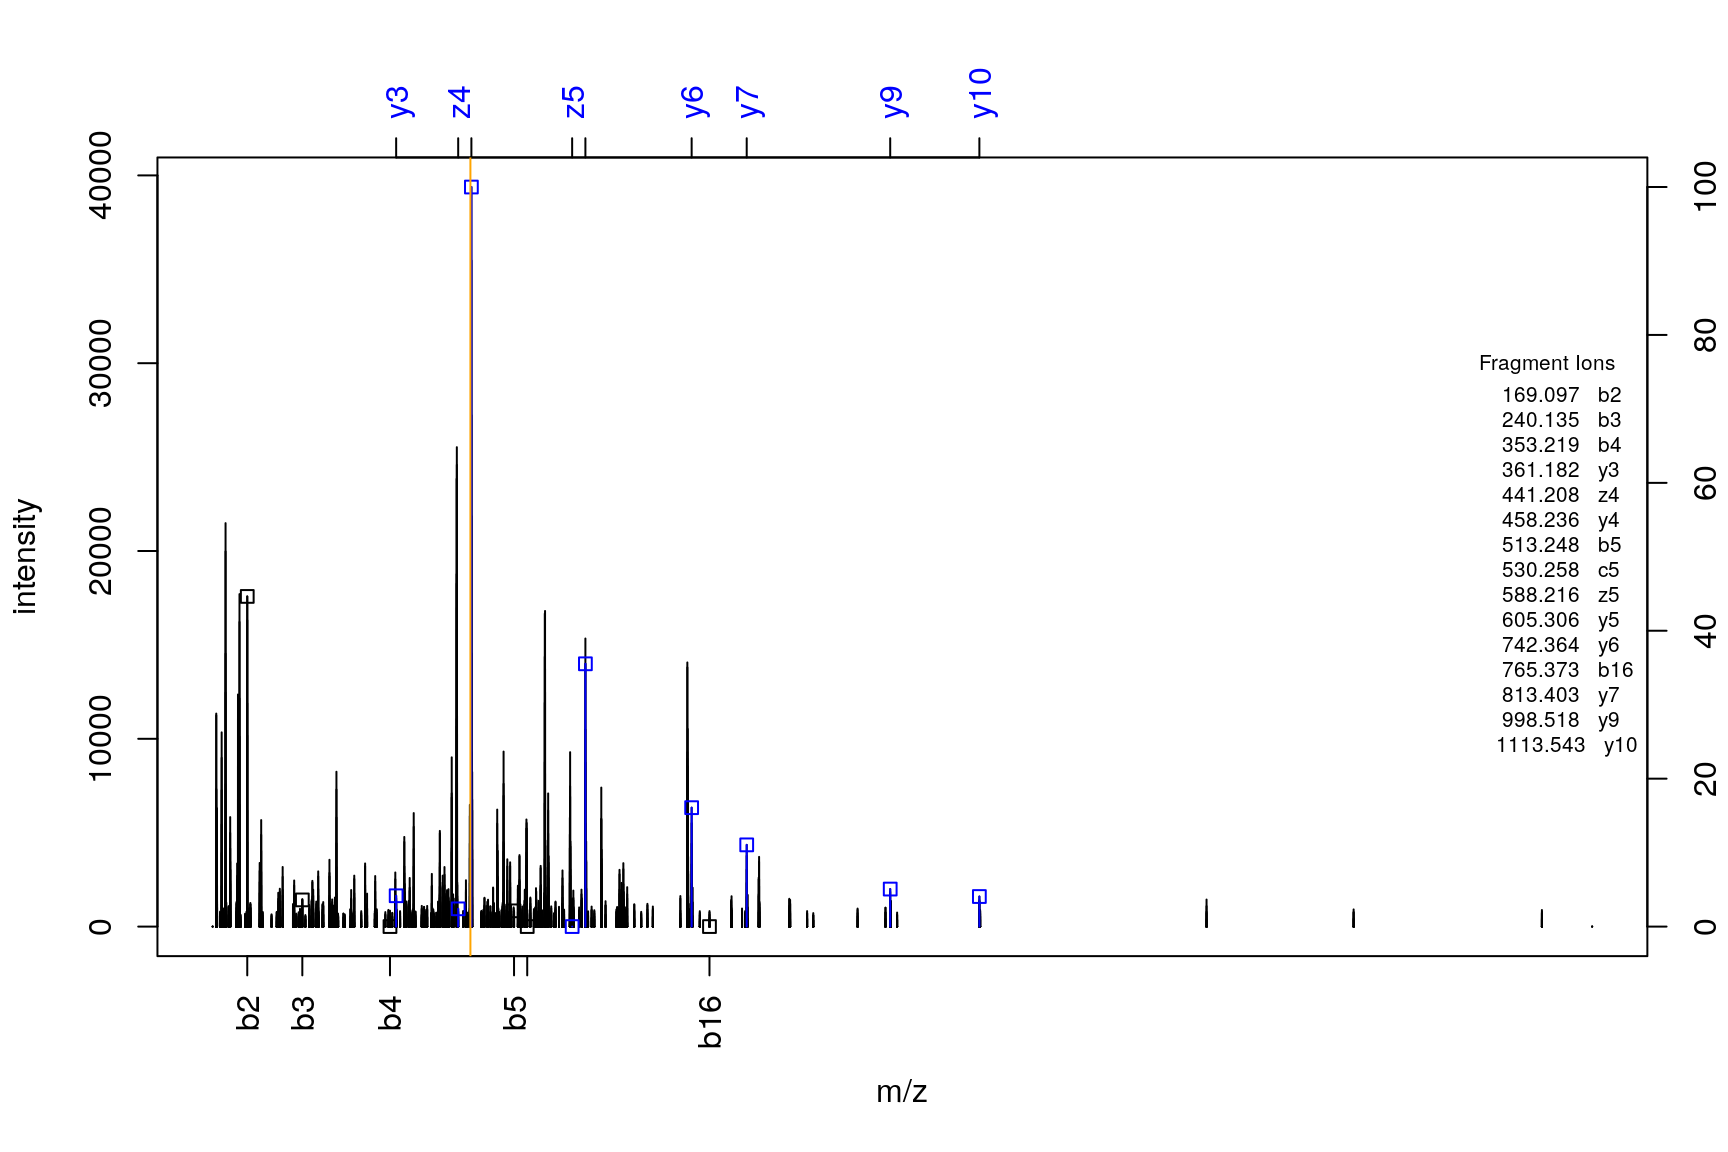 y3 z4 z5 y6 y7 y9 y10
40000
30000
20000
10000
0
intensity
100
80
60
40
20
0
Fragment Ions
169.097 b2
240.135 b3
353.219 b4
361.182 y3
441.208 z4
458.236 y4
513.248 b5
530.258 c5
588.216 z5
605.306 y5
742.364 y6
765.373 b16
813.403 y7
998.518 y9
1113.543 y10
b2 b3 b4 b5 b16
m/z